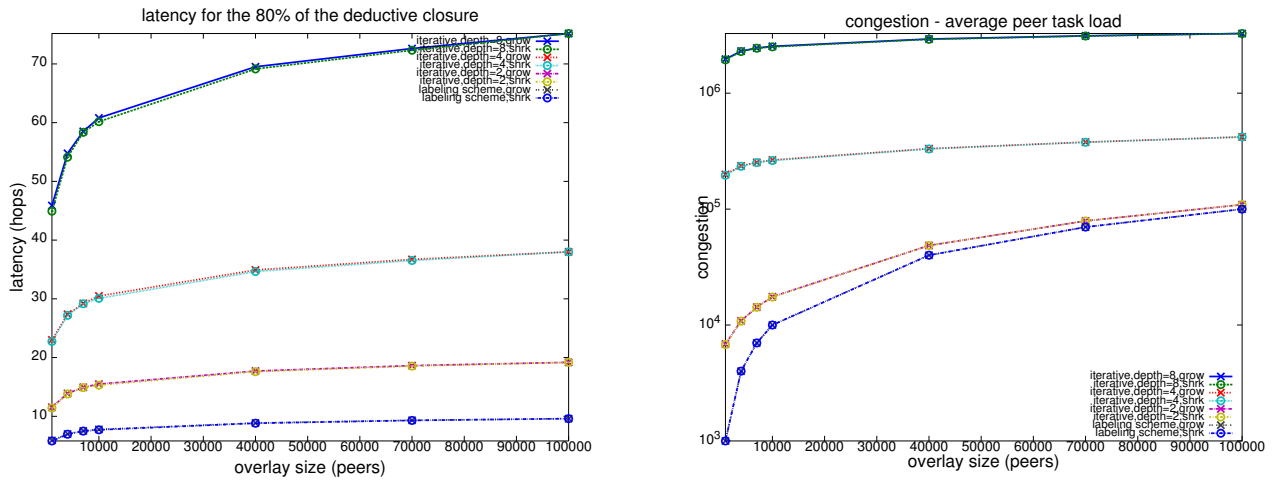 latency for the 80% of the deductive closure
iterative,depth=8,grow
iterative,depth=8,shrk
iterative,depth=4,grow
iterative,depth=4,shrk
iterative,depth=2,grow
iterative,depth=2,shrk
labeling scheme,grow
labeling scheme,shrk
70
60
50
40
30
20
10
latency (hops)
10000 20000 30000 40000 50000 60000 70000 80000 90000 100000
overlay size (peers)
congestion - average peer task load
10^6
10^5
10^4
10^3
congestion
iterative,depth=8,grow
iterative,depth=8,shrk
iterative,depth=4,grow
iterative,depth=4,shrk
iterative,depth=2,grow
iterative,depth=2,shrk
labeling scheme,grow
labeling scheme,shrk
10000 20000 30000 40000 50000 60000 70000 80000 90000 100000
overlay size (peers)